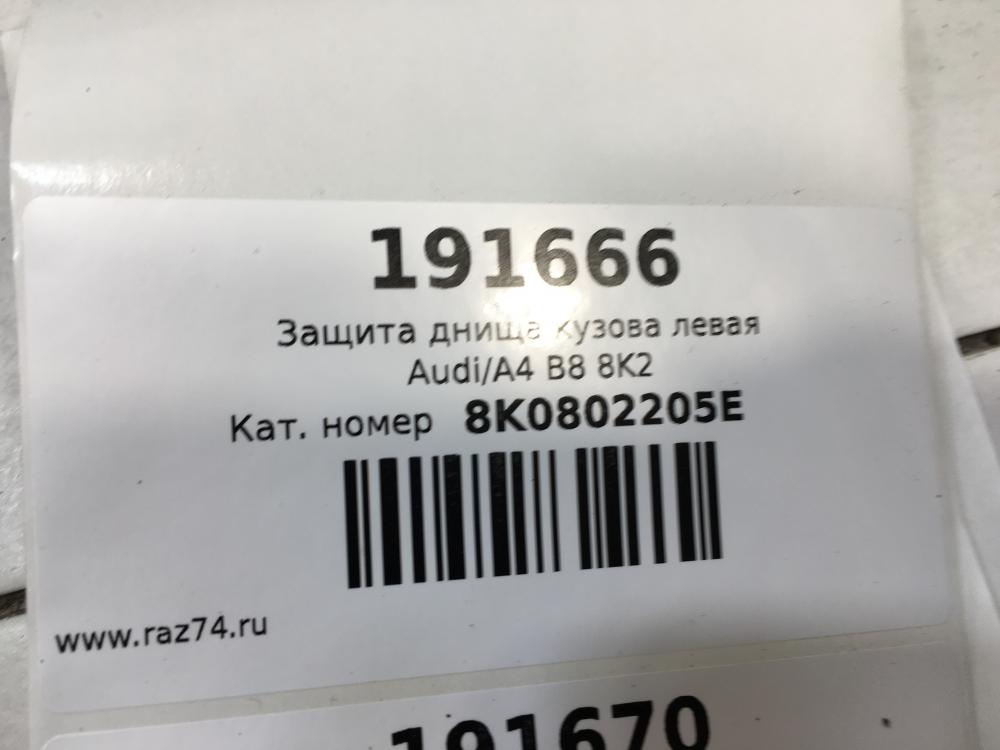 191666
Защита днища кузова левая
Audi/A4 B8 8K2
Кат. номер 8K0802205E
www.raz74.ru
191670